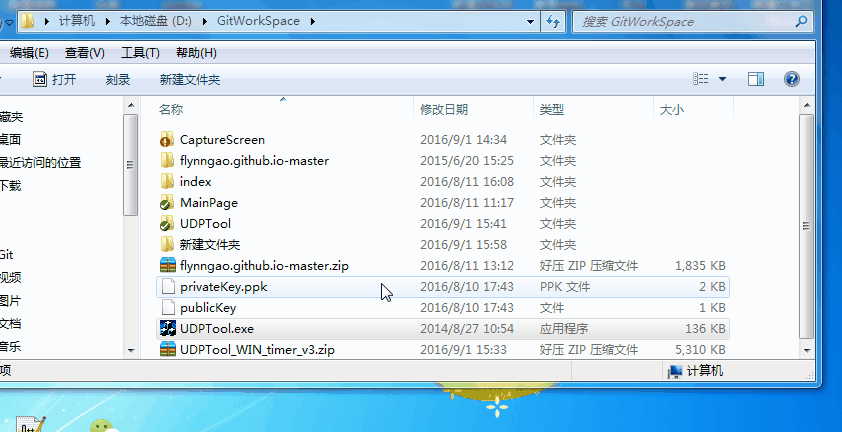 计算机 ▸ 本地磁盘 (D:) ▸ GitWorkSpace ▸
搜索 GitWorkSpace
编辑(E) 查看(V) 工具(T) 帮助(H)
打开 刻录 新建文件夹
名称 修改日期 类型 大小
CaptureScreen 2016/9/1 14:34 文件夹
flynngao.github.io-master 2015/6/20 15:25 文件夹
index 2016/8/11 16:08 文件夹
MainPage 2016/8/11 11:17 文件夹
UDPTool 2016/9/1 15:41 文件夹
新建文件夹 2016/9/1 15:58 文件夹
flynngao.github.io-master.zip 2016/8/11 13:12 好压 ZIP 压缩文件 1,835 KB
privateKey.ppk 2016/8/10 17:43 PPK 文件 2 KB
publicKey 2016/8/10 17:43 文件 1 KB
UDPTool.exe 2014/8/27 10:54 应用程序 136 KB
UDPTool_WIN_timer_v3.zip 2016/9/1 15:33 好压 ZIP 压缩文件 5,310 KB
藏夹
桌面
最近访问的位置
下载
Git
视频
图片
文档
音乐
项
计算机